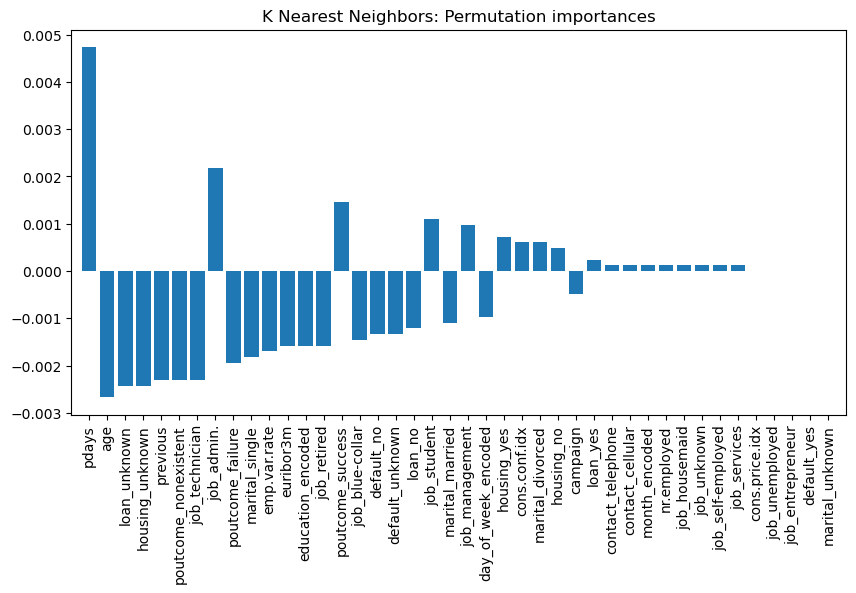 K Nearest Neighbors: Permutation importances
0.005
0.004
0.003
0.002
0.001
0.000
−0.001
−0.002
−0.003
pdays
age
loan_unknown
housing_unknown
previous
poutcome_nonexistent
job_technician
job_admin.
poutcome_failure
marital_single
emp.var.rate
euribor3m
education_encoded
job_retired
poutcome_success
job_blue-collar
default_no
default_unknown
loan_no
job_student
marital_married
job_management
day_of_week_encoded
housing_yes
cons.conf.idx
marital_divorced
housing_no
campaign
loan_yes
contact_telephone
contact_cellular
month_encoded
nr.employed
job_housemaid
job_unknown
job_self-employed
job_services
cons.price.idx
job_unemployed
job_entrepreneur
default_yes
marital_unknown